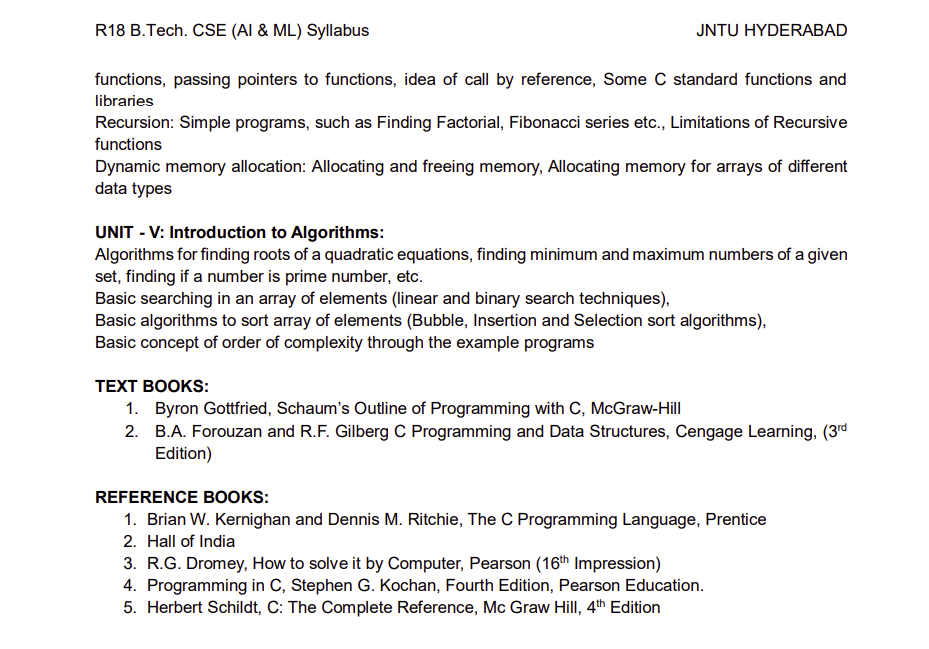 R18 B.Tech. CSE (AI & ML) Syllabus JNTU HYDERABAD
functions, passing pointers to functions, idea of call by reference, Some C standard functions and
libraries
Recursion: Simple programs, such as Finding Factorial, Fibonacci series etc., Limitations of Recursive
functions
Dynamic memory allocation: Allocating and freeing memory, Allocating memory for arrays of different
data types
UNIT - V: Introduction to Algorithms:
Algorithms for finding roots of a quadratic equations, finding minimum and maximum numbers of a given
set, finding if a number is prime number, etc.
Basic searching in an array of elements (linear and binary search techniques),
Basic algorithms to sort array of elements (Bubble, Insertion and Selection sort algorithms),
Basic concept of order of complexity through the example programs
TEXT BOOKS:
1. Byron Gottfried, Schaum’s Outline of Programming with C, McGraw-Hill
2. B.A. Forouzan and R.F. Gilberg C Programming and Data Structures, Cengage Learning, (3rd
Edition)
REFERENCE BOOKS:
1. Brian W. Kernighan and Dennis M. Ritchie, The C Programming Language, Prentice
2. Hall of India
3. R.G. Dromey, How to solve it by Computer, Pearson (16th Impression)
4. Programming in C, Stephen G. Kochan, Fourth Edition, Pearson Education.
5. Herbert Schildt, C: The Complete Reference, Mc Graw Hill, 4th Edition